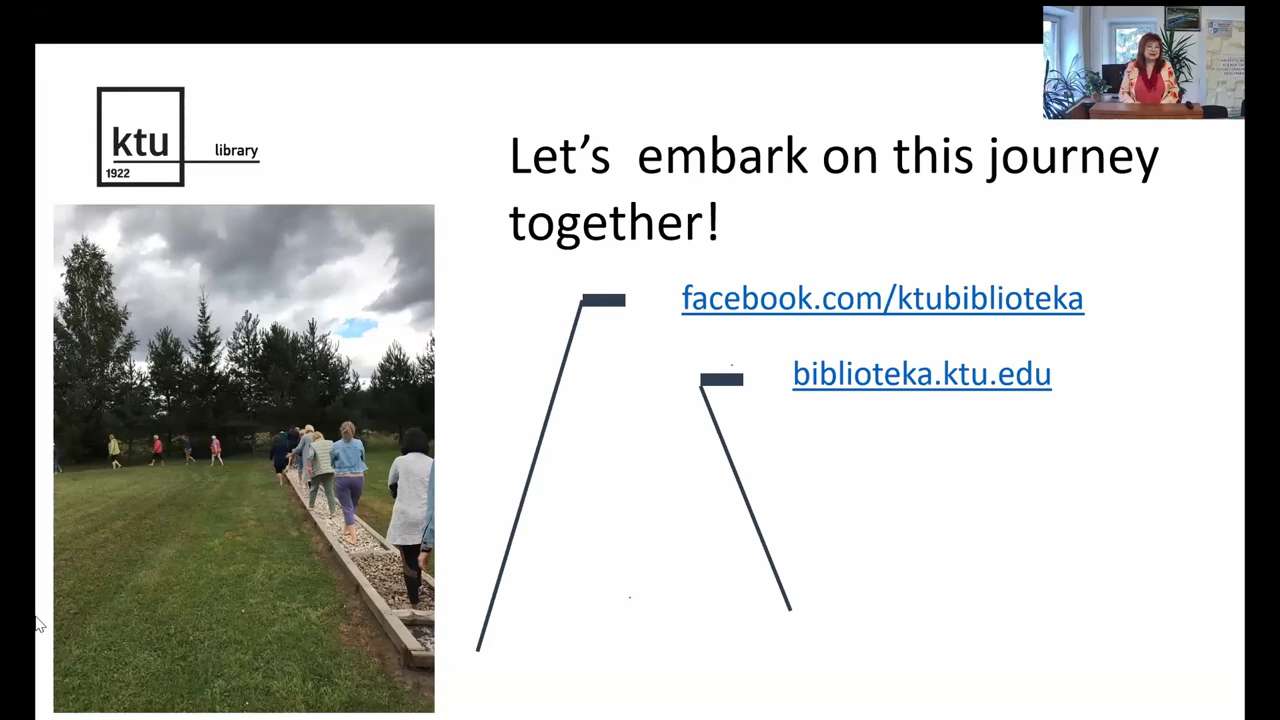 ktu
library
1922
Let's  embark on this journey
together!
facebook.com/ktubiblioteka
biblioteka.ktu.edu